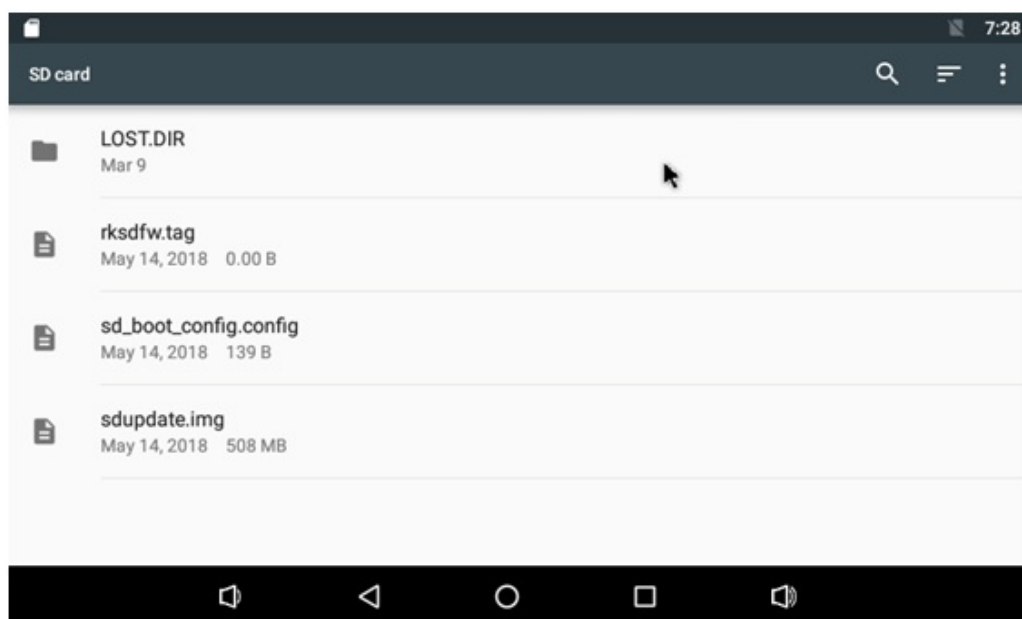 7:28
SD card
LOST.DIR
Mar 9
rksdfw.tag
May 14, 2018 0.00 B
sd_boot_config.config
May 14, 2018 139 B
sdupdate.img
May 14, 2018 508 MB